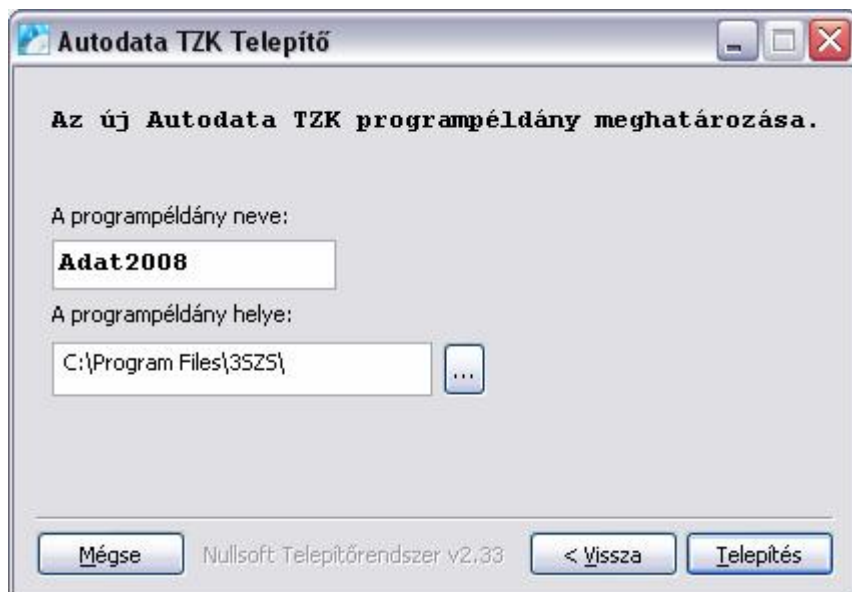 Autodata TZK Telepítő
Az új Autodata TZK programpéldány meghatározása.
A programpéldány neve:
Adat2008
A programpéldány helye:
C:\Program Files\3SZS\
...
Mégse
Nullsoft Telepítőrendszer v2.33
< Vissza
Telepítés